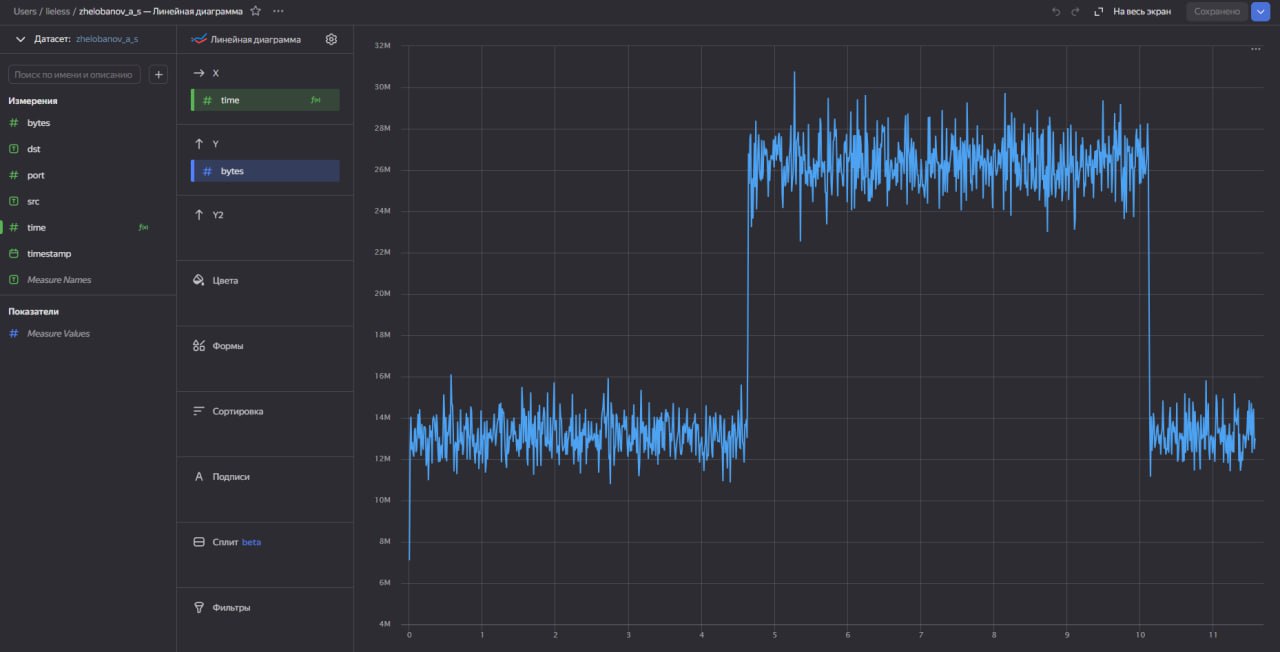 Users / lieless / zhelobanov_a_s — Линейная диаграмма
На весь экран
Сохранено
Датасет: zhelobanov_a_s
Поиск по имени и описанию
Измерения
bytes
dst
port
src
time
timestamp
Measure Names
Показатели
Measure Values
Линейная диаграмма
X
time
Y
bytes
Y2
Цвета
Формы
Сортировка
Подписи
Сплит beta
Фильтры
32M
30M
28M
26M
24M
22M
20M
18M
16M
14M
12M
10M
8M
6M
4M
0 1 2 3 4 5 6 7 8 9 10 11